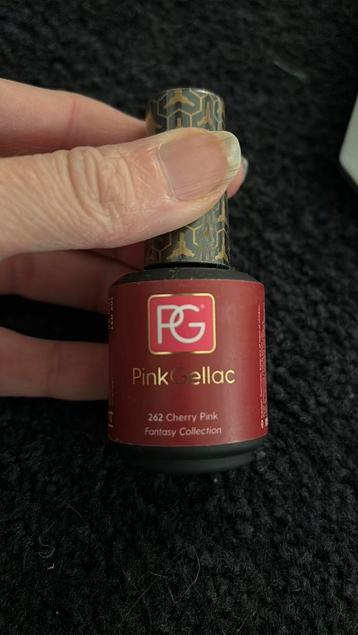 PG
PinkGellac
262 Cherry Pink
Fantasy Collection